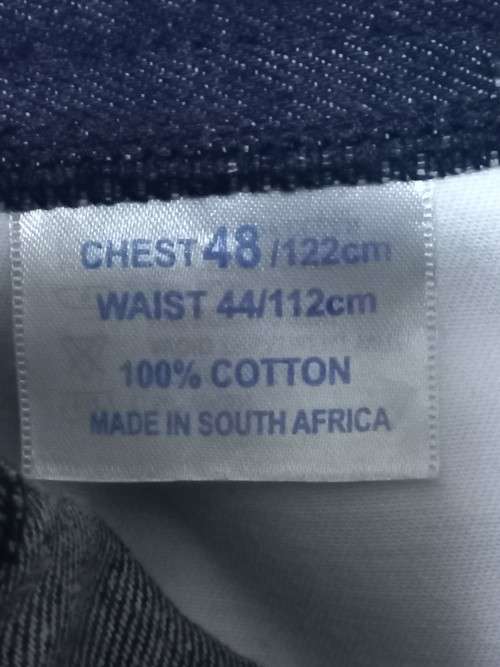 CHEST 48 /122cm
WAIST 44/112cm
100% COTTON
MADE IN SOUTH AFRICA